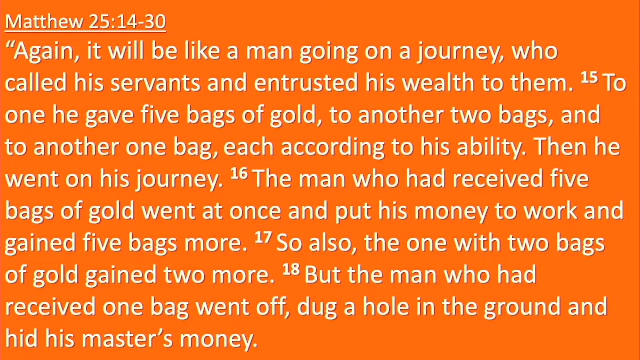 Matthew 25:14-30
“Again, it will be like a man going on a journey, who
called his servants and entrusted his wealth to them. 15 To
one he gave five bags of gold, to another two bags, and
to another one bag, each according to his ability. Then he
went on his journey. 16 The man who had received five
bags of gold went at once and put his money to work and
gained five bags more. 17 So also, the one with two bags
of gold gained two more. 18 But the man who had
received one bag went off, dug a hole in the ground and
hid his master’s money.